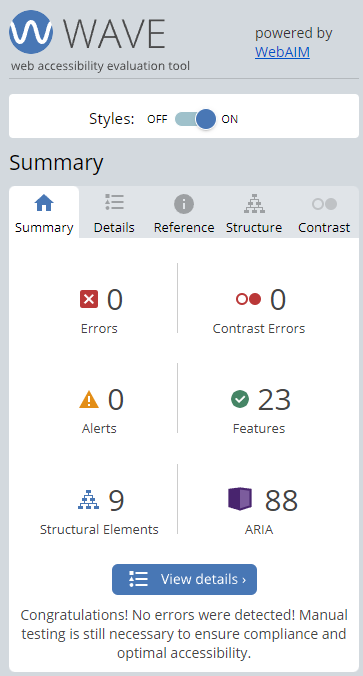 WAVE
web accessibility evaluation tool
powered by
WebAIM
Styles: OFF ON
Summary
Summary Details Reference Structure Contrast
0
Errors
0
Contrast Errors
0
Alerts
23
Features
9
Structural Elements
88
ARIA
View details ›
Congratulations! No errors were detected! Manual
testing is still necessary to ensure compliance and
optimal accessibility.